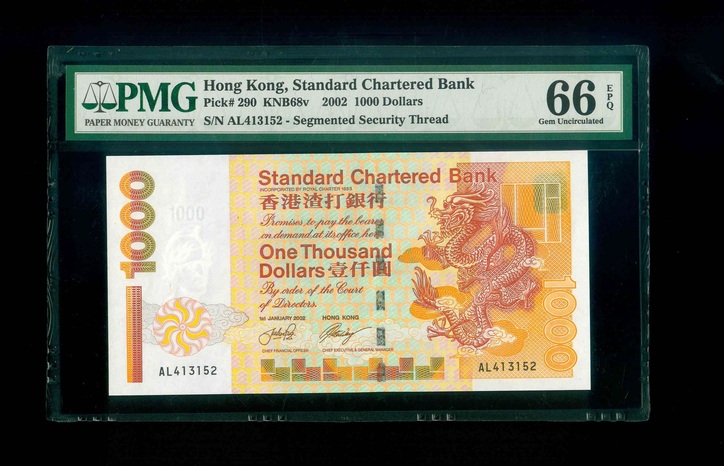 PMG
PAPER MONEY GUARANTY
Hong Kong, Standard Chartered Bank
Pick# 290 KNB68v 2002 1000 Dollars
S/N AL413152 - Segmented Security Thread
66 EPQ
Gem Uncirculated
1000
1000
Standard Chartered Bank
INCORPORATED BY ROYAL CHARTER 1853
香港渣打銀行
Promises to pay the bearer
on demand at its office here
One Thousand
Dollars 壹仟圓
By order of the Court
of Directors.
1st JANUARY 2002 HONG KONG
CHIEF FINANCIAL OFFICER CHIEF EXECUTIVE & GENERAL MANAGER
AL413152
AL413152
1000